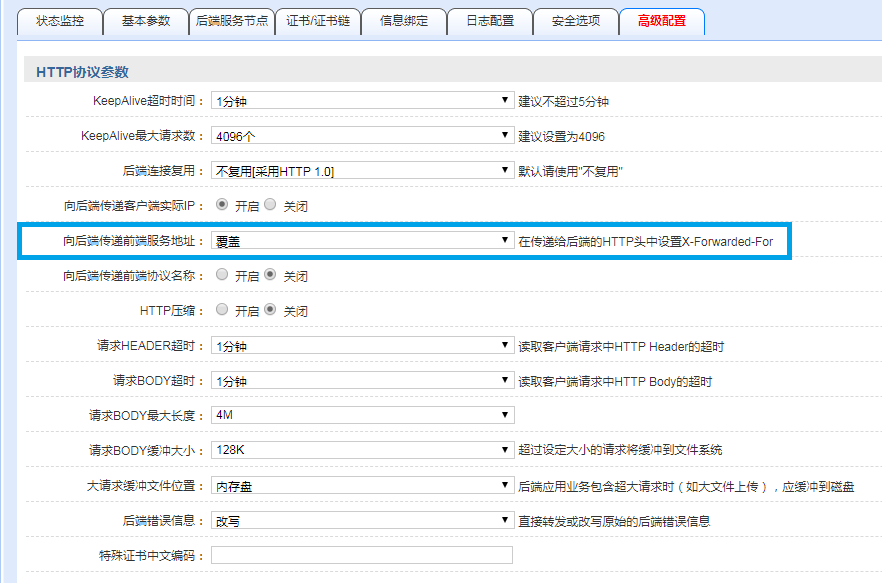 状态监控 基本参数 后端服务节点 证书/证书链 信息绑定 日志配置 安全选项 高级配置
HTTP协议参数
KeepAlive超时时间： 1分钟 建议不超过5分钟
KeepAlive最大请求数： 4096个 建议设置为4096
后端连接复用： 不复用[采用HTTP 1.0] 默认请使用"不复用"
向后端传递客户端实际IP： 开启 关闭
向后端传递前端服务地址： 覆盖 在传递给后端的HTTP头中设置X-Forwarded-For
向后端传递前端协议名称： 开启 关闭
HTTP压缩： 开启 关闭
请求HEADER超时： 1分钟 读取客户端请求中HTTP Header的超时
请求BODY超时： 1分钟 读取客户端请求中HTTP Body的超时
请求BODY最大长度： 4M
请求BODY缓冲大小： 128K 超过设定大小的请求将缓冲到文件系统
大请求缓冲文件位置： 内存盘 后端应用业务包含超大请求时（如大文件上传），应缓冲到磁盘
后端错误信息： 改写 直接转发或改写原始的后端错误信息
特殊证书中文编码：